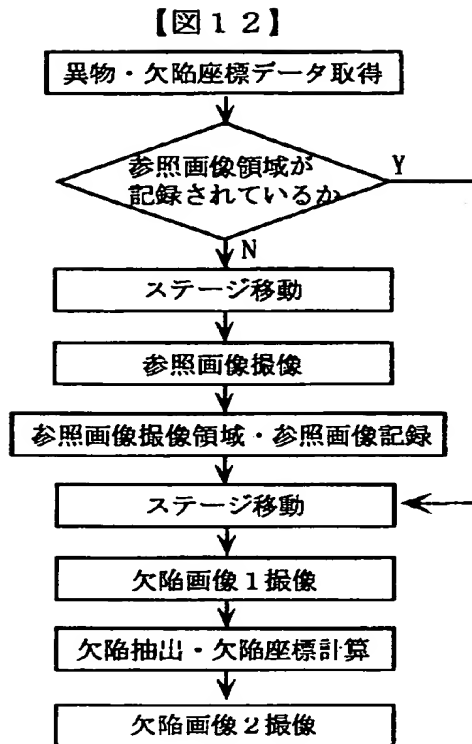 【図１２】
異物・欠陥座標データ取得
参照画像領域が
記録されているか
Y
N
ステージ移動
参照画像撮像
参照画像撮像領域・参照画像記録
ステージ移動
欠陥画像１撮像
欠陥抽出・欠陥座標計算
欠陥画像２撮像